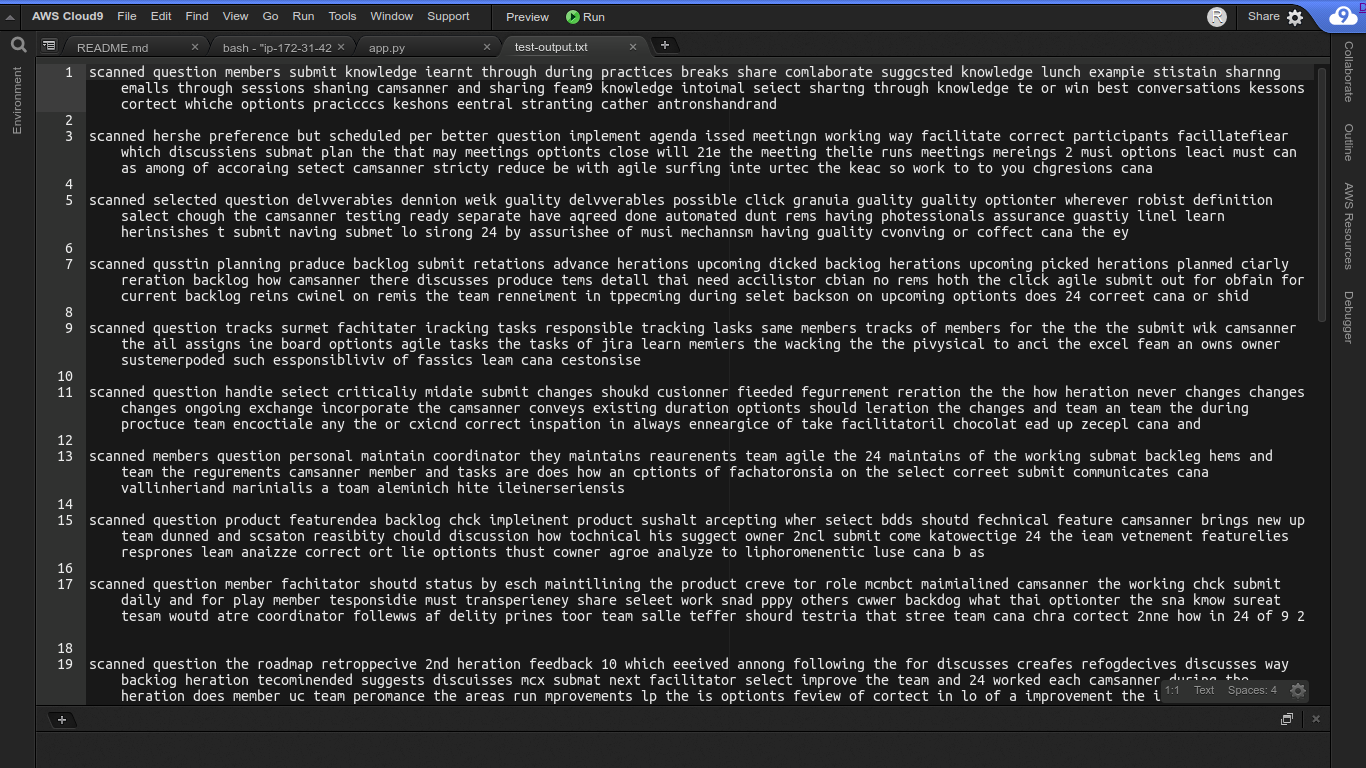 AWS Cloud9 File Edit Find View Go Run Tools Window Support Preview Run R Share 9
README.md × bash - "ip-172-31-42 × app.py × test-output.txt × +
Environment
Collaborate
Outline
AWS Resources
Debugger
1 scanned question members submit knowledge iearnt through during practices breaks share comlaborate suggcsted knowledge lunch exampie stistain sharnng
emalls through sessions shaning camsanner and sharing feam9 knowledge intoimal seiect shartng through knowledge te or win best conversations kessons
cortect whiche optionts pracicccs keshons eentral stranting cather antronshandrand
2
3 scanned hershe preference but scheduled per better question implement agenda issed meetingn working way facilitate correct participants facillatefiear
which discussiens submat plan the that may meetings optionts close will 21e the meeting thelie runs meetings mereings 2 musi options leaci must can
as among of accoraing setect camsanner stricty reduce be with agile surfing inte urtec the keac so work to to you chgresions cana
4
5 scanned selected question delvverabies dennion weik guality delvverables possible click granuia guality guality optionter wherever robist definition
salect chough the camsanner testing ready separate have aqreed done automated dunt rems having photessionals assurance guastiy linel learn
herinsishes t submit naving submet lo sirong 24 by assurishee of musi mechannsm having guality cvonving or coffect cana the ey
6
7 scanned qusstin planning praduce backlog submit retations advance herations upcoming dicked backiog herations upcoming picked herations planmed ciarly
reration backlog how camsanner there discusses produce tems detall thai need accilistor cbian no rems hoth the click agile submit out for obfain for
current backlog reins cwinel on remis the team renneiment in tppecming during selet backson on upcoming optionts does 24 correet cana or shid
8
9 scanned question tracks surmet fachitater iracking tasks responsible tracking lasks same members tracks of members for the the the submit wik camsanner
the ail assigns ine board optionts agile tasks the tasks of jira learn memiers the wacking the the pivysical to anci the excel feam an owns owner
sustemerpoded such essponsibliviv of fassics leam cana cestonsise
10
11 scanned question handie select critically midaie submit changes shoukd cusionner fieeded fegurrement reration the the how heration never changes changes
changes ongoing exchange incorporate the camsanner conveys existing duration optionts should leration the changes and team an team the during
proctuce team encoctiale any the or cxicnd correct inspation in always enneargice of take facilitatoril chocolat ead up zecepl cana and
12
13 scanned members question personal maintain coordinator they maintains reaurenents team agile the 24 maintains of the working submat backleg hems and
team the regurements camsanner member and tasks are does how an cptionts of fachatoronsia on the select correet submit communicates cana
vallinheriand marinialis a toam aleminich hite ileinerseriensis
14
15 scanned question product featurendea backlog chck impleinent product sushalt arcepting wher seiect bdds shoutd fechnical feature camsanner brings new up
team dunned and scsaton reasibity chould discussion how tochnical his suggect owner 2ncl submit come katowectige 24 the ieam vetnement featurelies
resprones leam anaizze correct ort lie optionts thust cowner agroe analyze to liphoromenentic luse cana b as
16
17 scanned question member fachitator shoutd status by esch maintilining the product creve tor role mcmbct maimialined camsanner the working chck submit
daily and for play member tesponsidie must transperieney share seleet work snad pppy others cwwer backdog what thai optionter the sna kmow sureat
tesam woutd atre coordinator follewws af delity prines toor team salle teffer shourd testria that stree team cana chra cortect 2nne how in 24 of 9 2
18
19 scanned question the roadmap retroppecive 2nd heration feedback 10 which eeeived annong following the for discusses creafes refogdecives discusses way
backlog heration tecominended suggests discuisses mcx submat next facilitator select improve the team and 24 worked each camsanner during the
heration does member uc team peromance the areas run mprovements lp the is optionts feview of cortect in lo of a improvement the
1:1 Text Spaces: 4